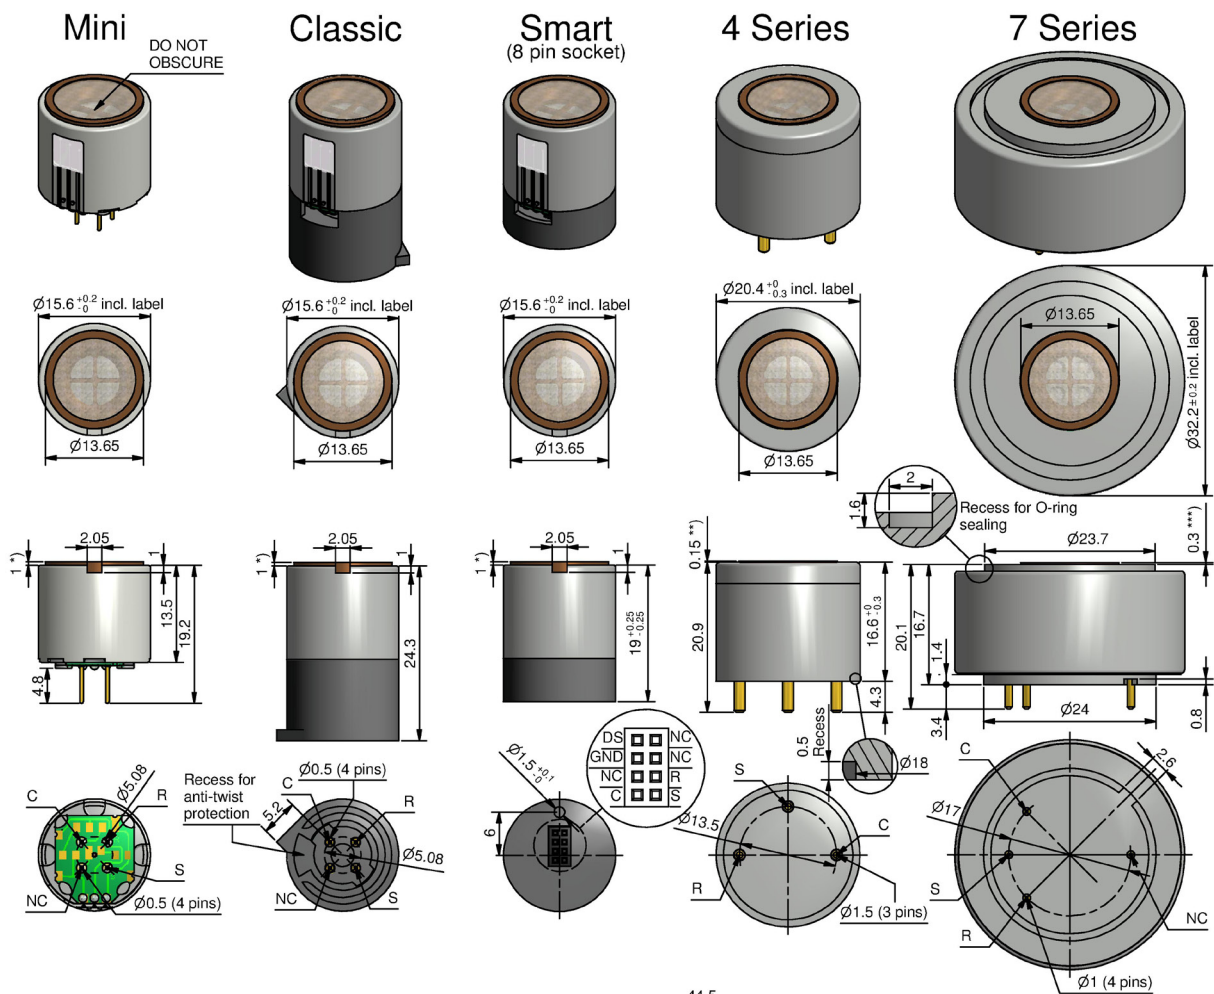 Mini
Classic
Smart
(8 pin socket)
4 Series
7 Series
DO NOT
OBSCURE
Ø15.6 +0.2 -0 incl. label
Ø15.6 +0.2 -0 incl. label
Ø15.6 +0.2 -0 incl. label
Ø20.4 +0 -0.3 incl. label
Ø13.65
Ø32.2 ±0.2 incl. label
Ø13.65
Ø13.65
Ø13.65
Ø13.65
2
1.6
Recess for O-ring
sealing
2.05
1 *)
1
13.5
19.2
4.8
2.05
1 *)
1
24.3
2.05
1 *)
1
19 +0.25 -0.25
0.15 **)
20.9
16.6 +0 -0.3
4.3
0.5
Recess
Ø18
Ø23.7
0.3 ***)
20.1
16.7
1.4
3.4
Ø24
0.8
C
Ø5.08
R
S
NC
Ø0.5 (4 pins)
Recess for
anti-twist
protection
5.2
Ø0.5 (4 pins)
C
R
Ø5.08
NC
S
Ø1.5 +0.1 -0
6
DS
NC
GND
NC
NC
R
C
S
S
Ø13.5
C
R
Ø1.5 (3 pins)
C
2.6
Ø17
S
R
NC
Ø1 (4 pins)